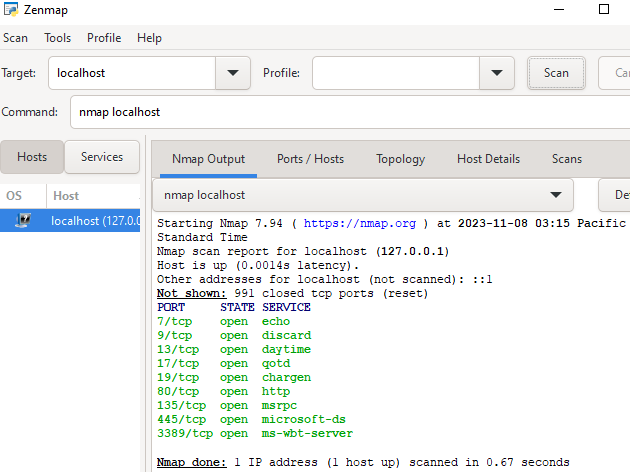 Zenmap
Scan Tools Profile Help
Target: localhost Profile: Scan
Command: nmap localhost
Hosts Services
Nmap Output Ports / Hosts Topology Host Details Scans
OS Host
nmap localhost
localhost (127.0.0
Starting Nmap 7.94 ( https://nmap.org ) at 2023-11-08 03:15 Pacific
Standard Time
Nmap scan report for localhost (127.0.0.1)
Host is up (0.0014s latency).
Other addresses for localhost (not scanned): ::1
Not shown: 991 closed tcp ports (reset)
PORT STATE SERVICE
7/tcp open echo
9/tcp open discard
13/tcp open daytime
17/tcp open qotd
19/tcp open chargen
80/tcp open http
135/tcp open msrpc
445/tcp open microsoft-ds
3389/tcp open ms-wbt-server
Nmap done: 1 IP address (1 host up) scanned in 0.67 seconds